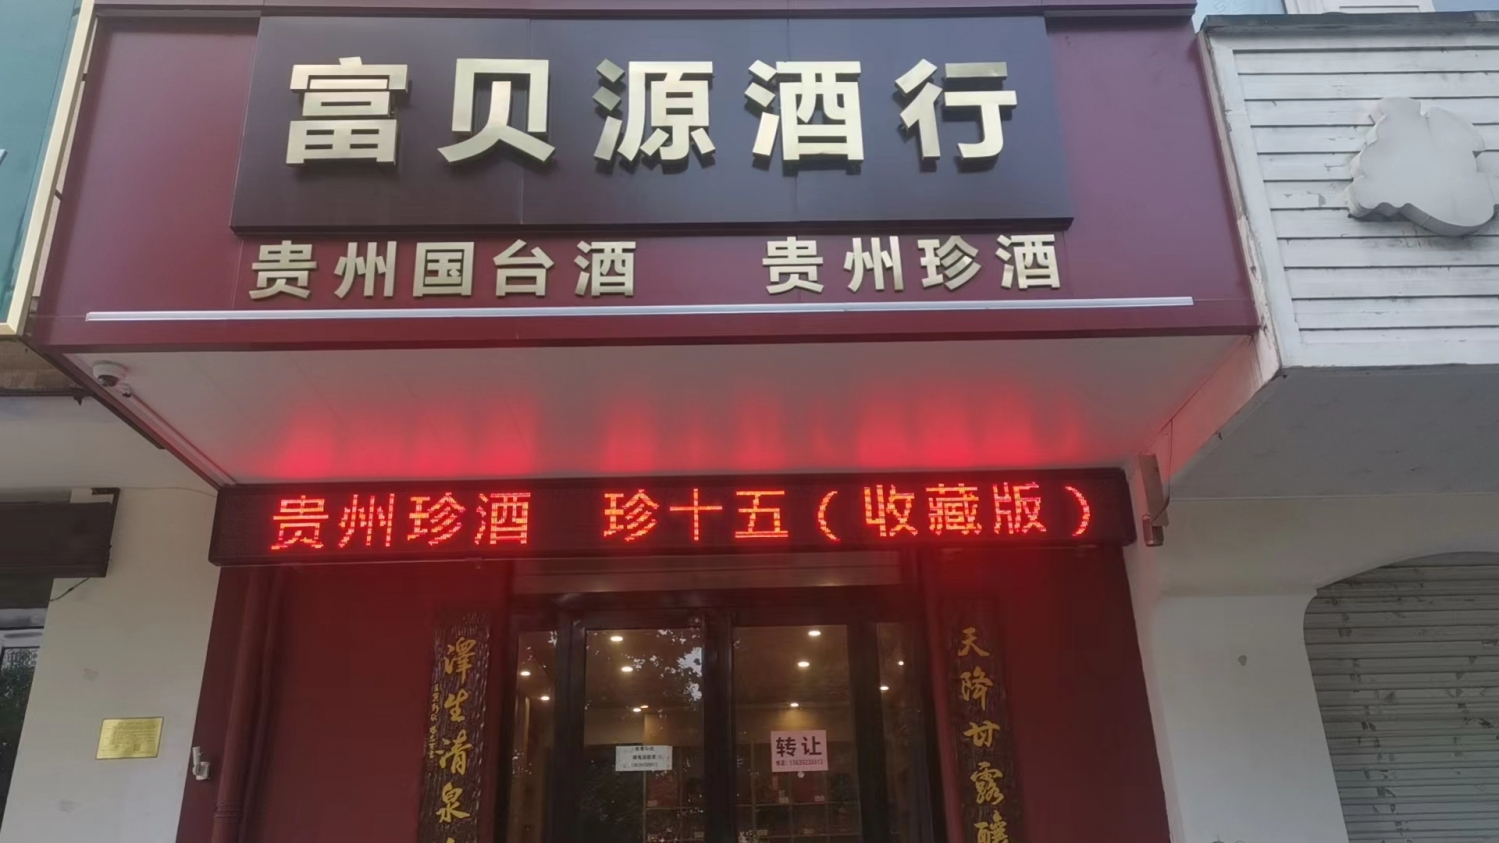 富贝源酒行
贵州国台酒 贵州珍酒
贵州珍酒 珍十五（收藏版）
天降甘露
泽生清泉
转让